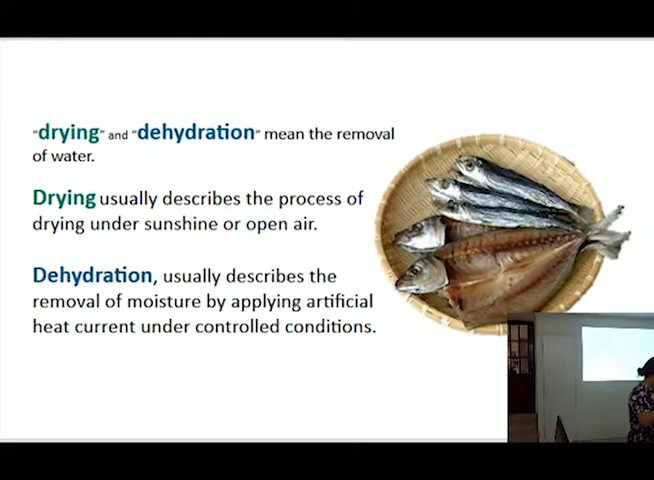 "drying" and "dehydration" mean the removal
of water.
Drying usually describes the process of
drying under sunshine or open air.
Dehydration, usually describes the
removal of moisture by applying artificial
heat current under controlled conditions.